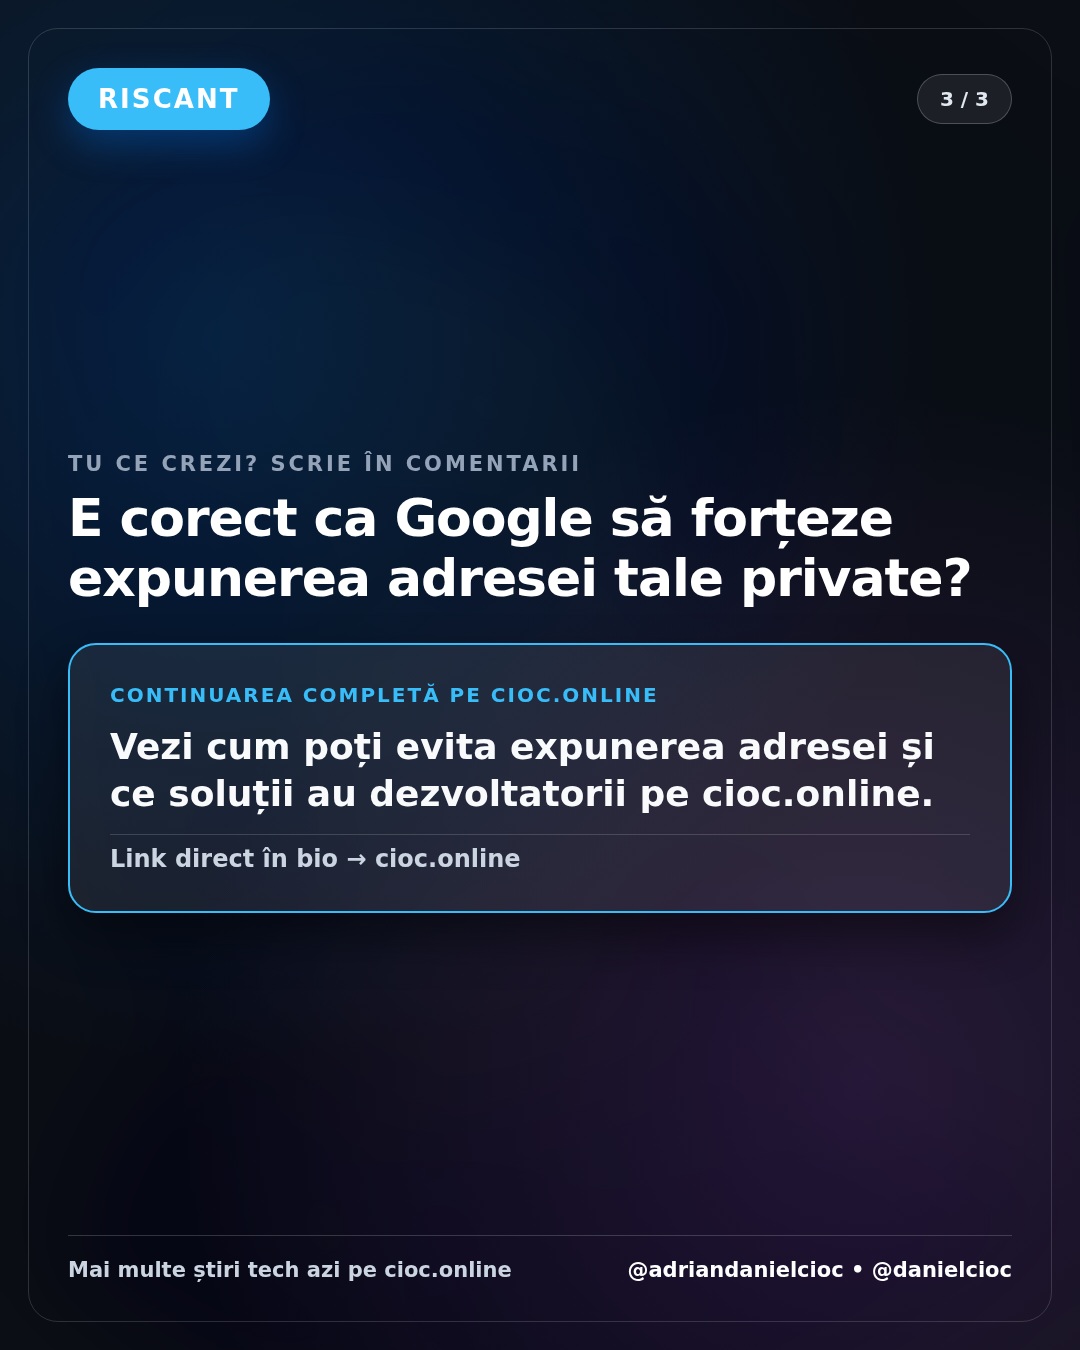 RISCANT
3 / 3
TU CE CREZI? SCRIE ÎN COMENTARII
E corect ca Google să forțeze
expunerea adresei tale private?
CONTINUAREA COMPLETĂ PE CIOC.ONLINE
Vezi cum poți evita expunerea adresei și
ce soluții au dezvoltatorii pe cioc.online.
Link direct în bio → cioc.online
Mai multe știri tech azi pe cioc.online
@adriandanielcioc • @danielcioc